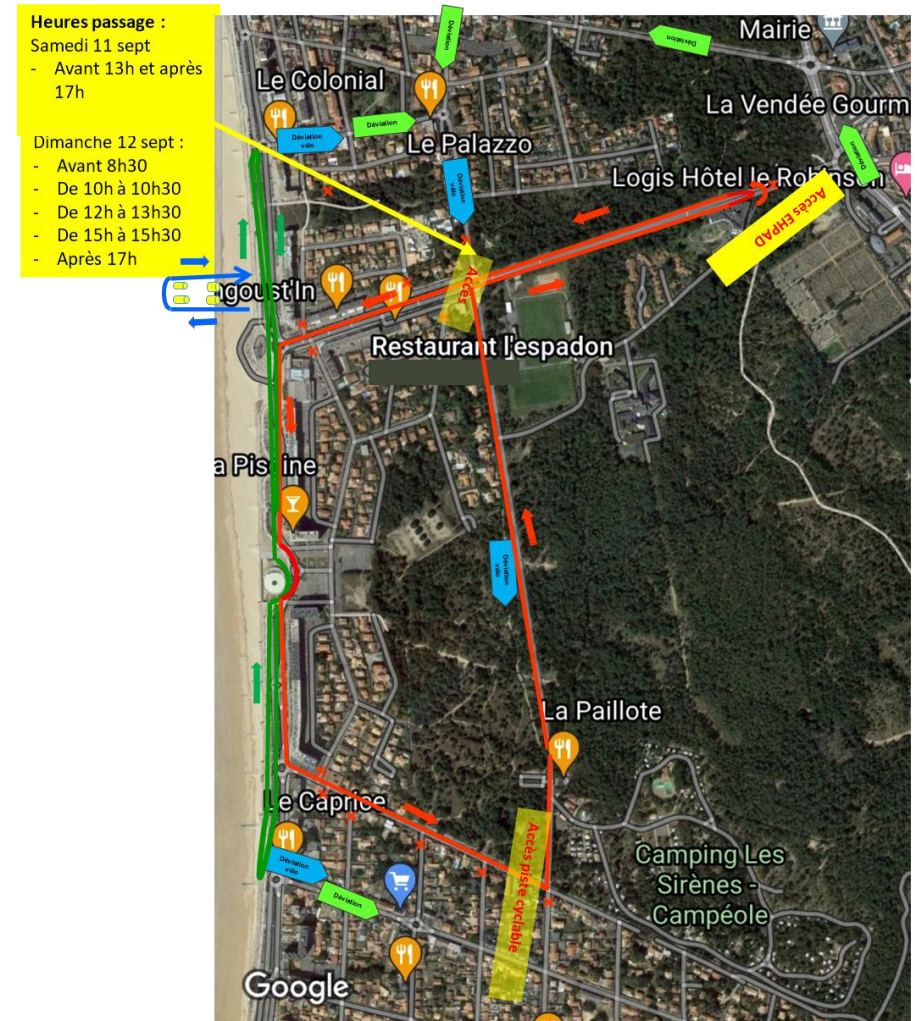 Heures passage :
Samedi 11 sept
- Avant 13h et après
17h
Dimanche 12 sept :
- Avant 8h30
- De 10h à 10h30
- De 12h à 13h30
- De 15h à 15h30
- Après 17h
Déviation
Déviation
Mairie
Le Colonial
La Vendée Gourm
Déviation
vélo
Déviation
Le Palazzo
Déviation
Déviation
vélo
Logis Hôtel le Robinson
Accès EHPAD
Accès
goust'In
Restaurant l'espadon
a Piscine
Déviation
vélo
La Paillote
Le Caprice
Accès piste cyclable
Déviation
vélo
Déviation
Camping Les
Sirènes -
Campéole
Google